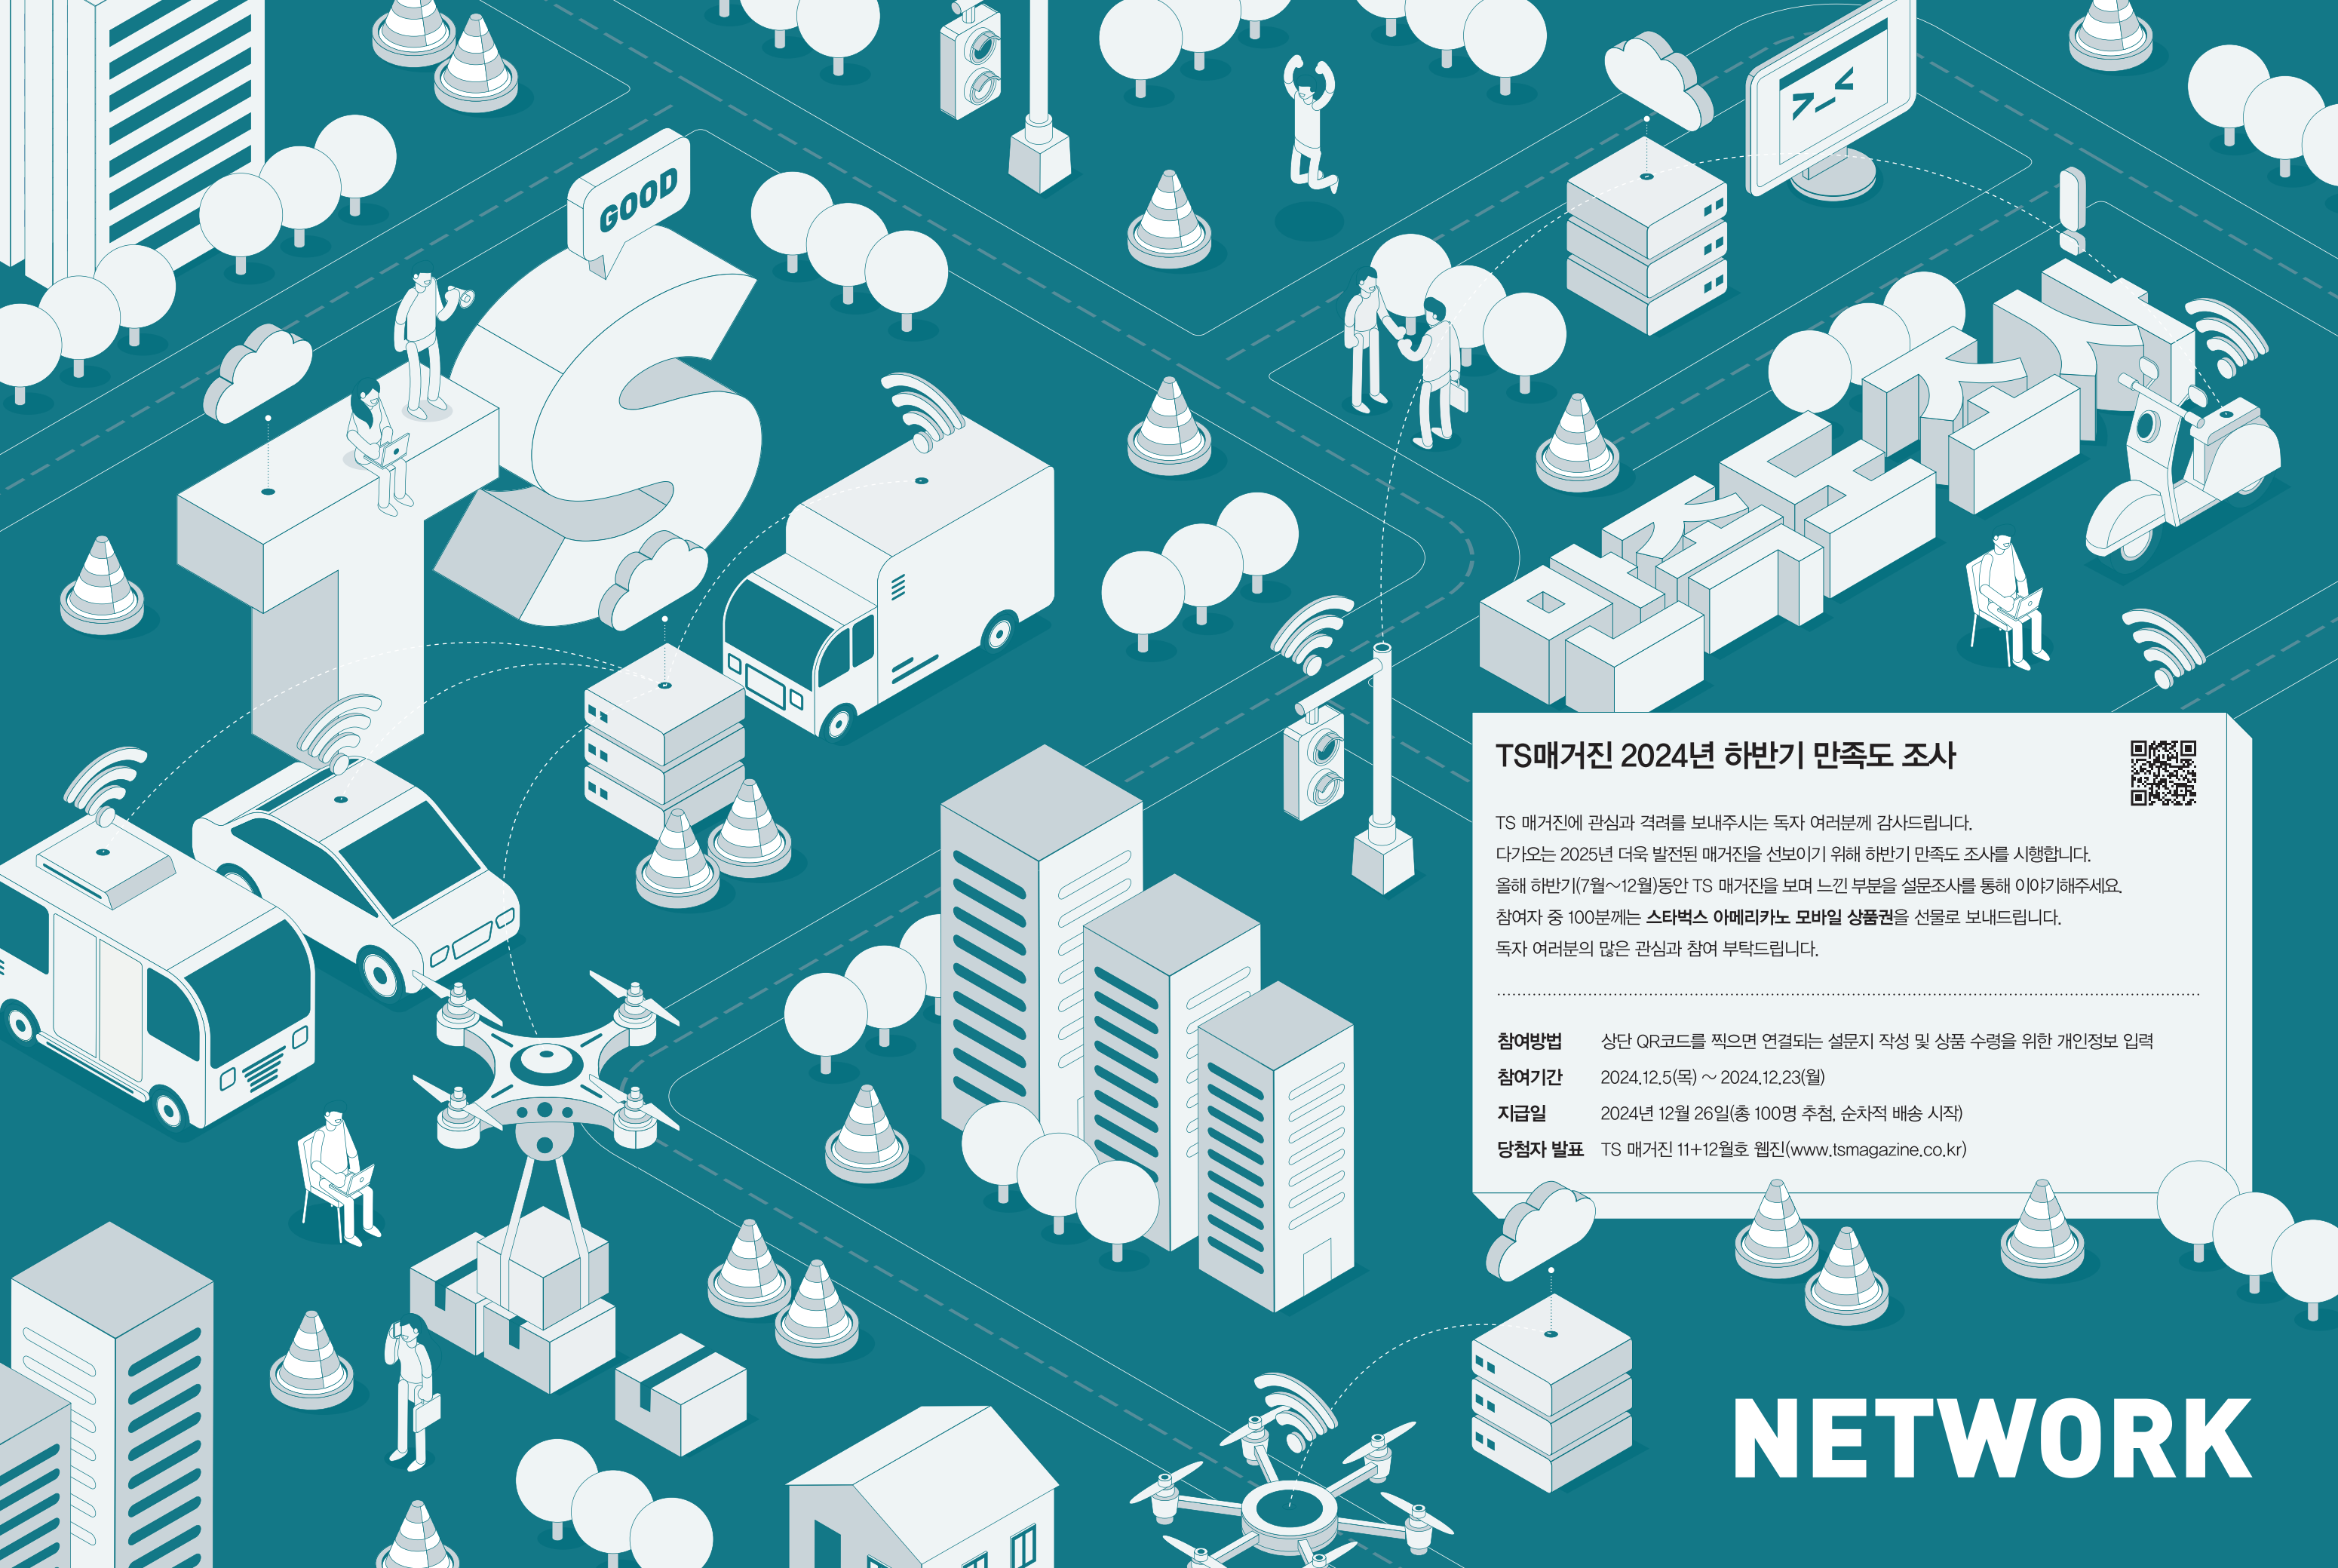 GOOD
TS
>_<
만족도조사!
TS매거진 2024년 하반기 만족도 조사
TS 매거진에 관심과 격려를 보내주시는 독자 여러분께 감사드립니다.
다가오는 2025년 더욱 발전된 매거진을 선보이기 위해 하반기 만족도 조사를 시행합니다.
올해 하반기(7월~12월)동안 TS 매거진을 보며 느낀 부분을 설문조사를 통해 이야기해주세요.
참여자 중 100분께는 스타벅스 아메리카노 모바일 상품권을 선물로 보내드립니다.
독자 여러분의 많은 관심과 참여 부탁드립니다.
참여방법 상단 QR코드를 찍으면 연결되는 설문지 작성 및 상품 수령을 위한 개인정보 입력
참여기간 2024.12.5(목) ~ 2024.12.23(월)
지급일 2024년 12월 26일(총 100명 추첨, 순차적 배송 시작)
당첨자 발표 TS 매거진 11+12월호 웹진(www.tsmagazine.co.kr)
NETWORK